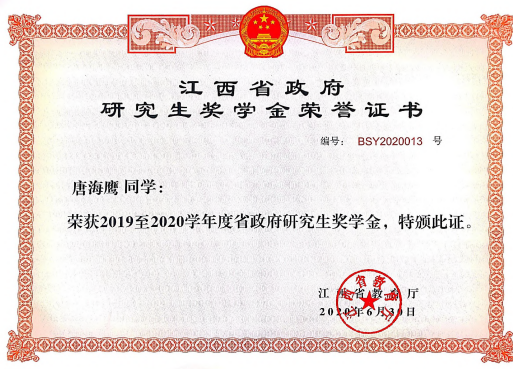 江西省政府
研究生奖学金荣誉证书
编号： BSY2020013 号
唐海鹰 同学：
荣获2019至2020学年度省政府研究生奖学金，特颁此证。
江西省教育厅
2020年6月30日